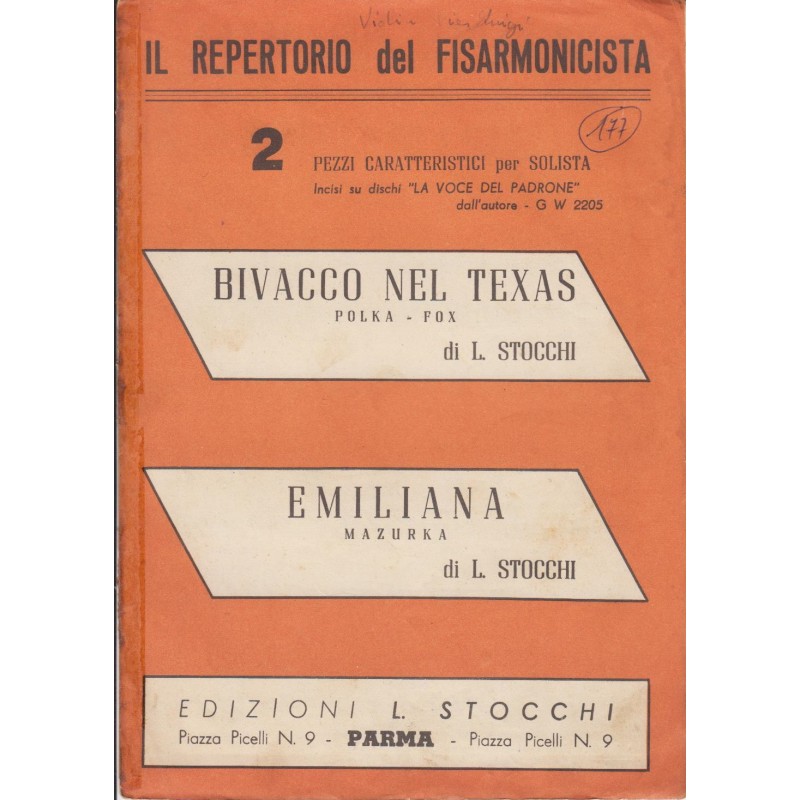 IL REPERTORIO del FISARMONICISTA
177
2 PEZZI CARATTERISTICI per SOLISTA
Incisi su dischi "LA VOCE DEL PADRONE"
dall'autore - G W 2205
BIVACCO NEL TEXAS
POLKA - FOX
di L. STOCCHI
EMILIANA
MAZURKA
di L. STOCCHI
EDIZIONI L. STOCCHI
Piazza Picelli N. 9 - PARMA - Piazza Picelli N. 9